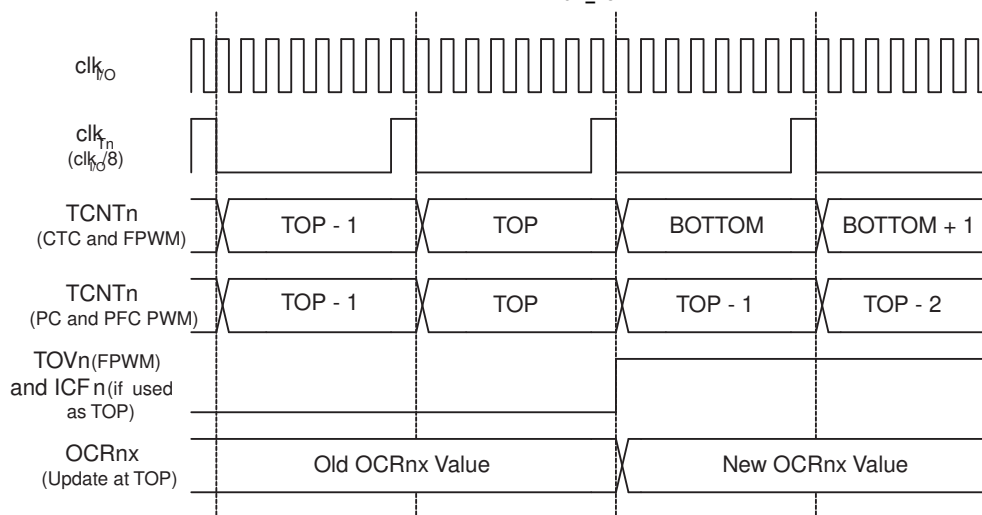 clkI/O
clkTn
(clkI/O/8)
TCNTn
(CTC and FPWM)
TOP - 1
TOP
BOTTOM
BOTTOM + 1
TCNTn
(PC and PFC PWM)
TOP - 1
TOP
TOP - 1
TOP - 2
TOVn (FPWM)
and ICFn (if used
as TOP)
OCRnx
(Update at TOP)
Old OCRnx Value
New OCRnx Value